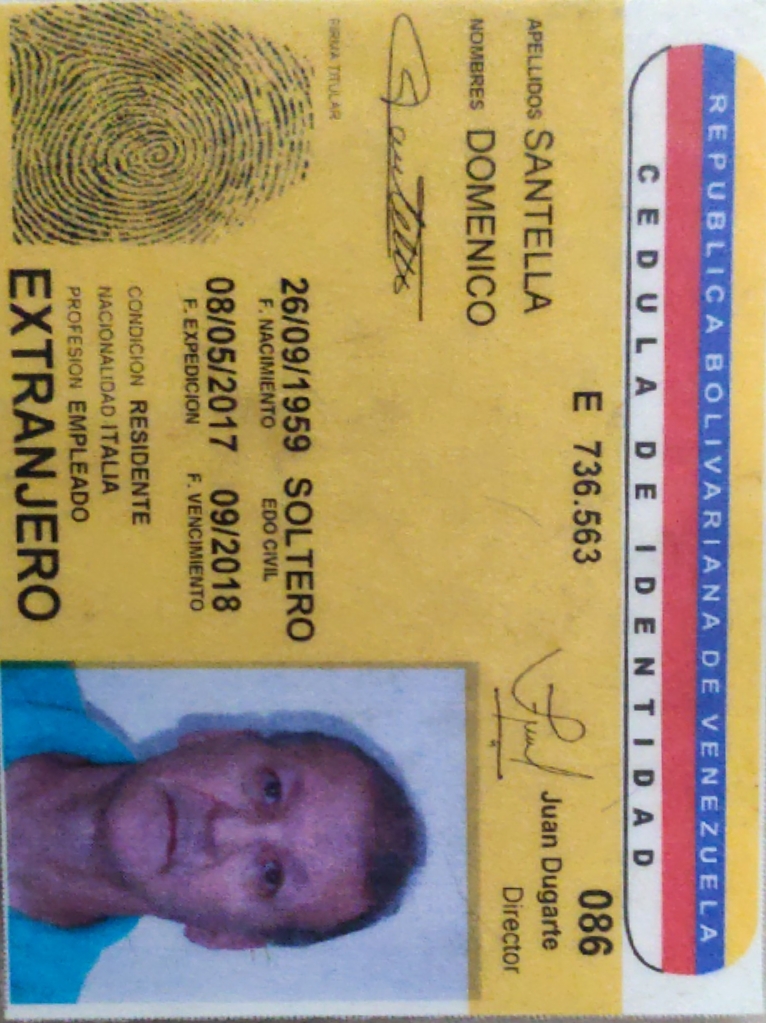 REPUBLICA BOLIVARIANA DE VENEZUELA
CEDULA DE IDENTIDAD
E 736.563
086
APELLIDOS SANTELLA
Juan Dugarte
Director
NOMBRES DOMENICO
FIRMA TITULAR
26/09/1959 SOLTERO
F. NACIMIENTO EDO CIVIL
08/05/2017 09/2018
F. EXPEDICION F. VENCIMIENTO
CONDICION RESIDENTE
NACIONALIDAD ITALIA
PROFESION EMPLEADO
EXTRANJERO